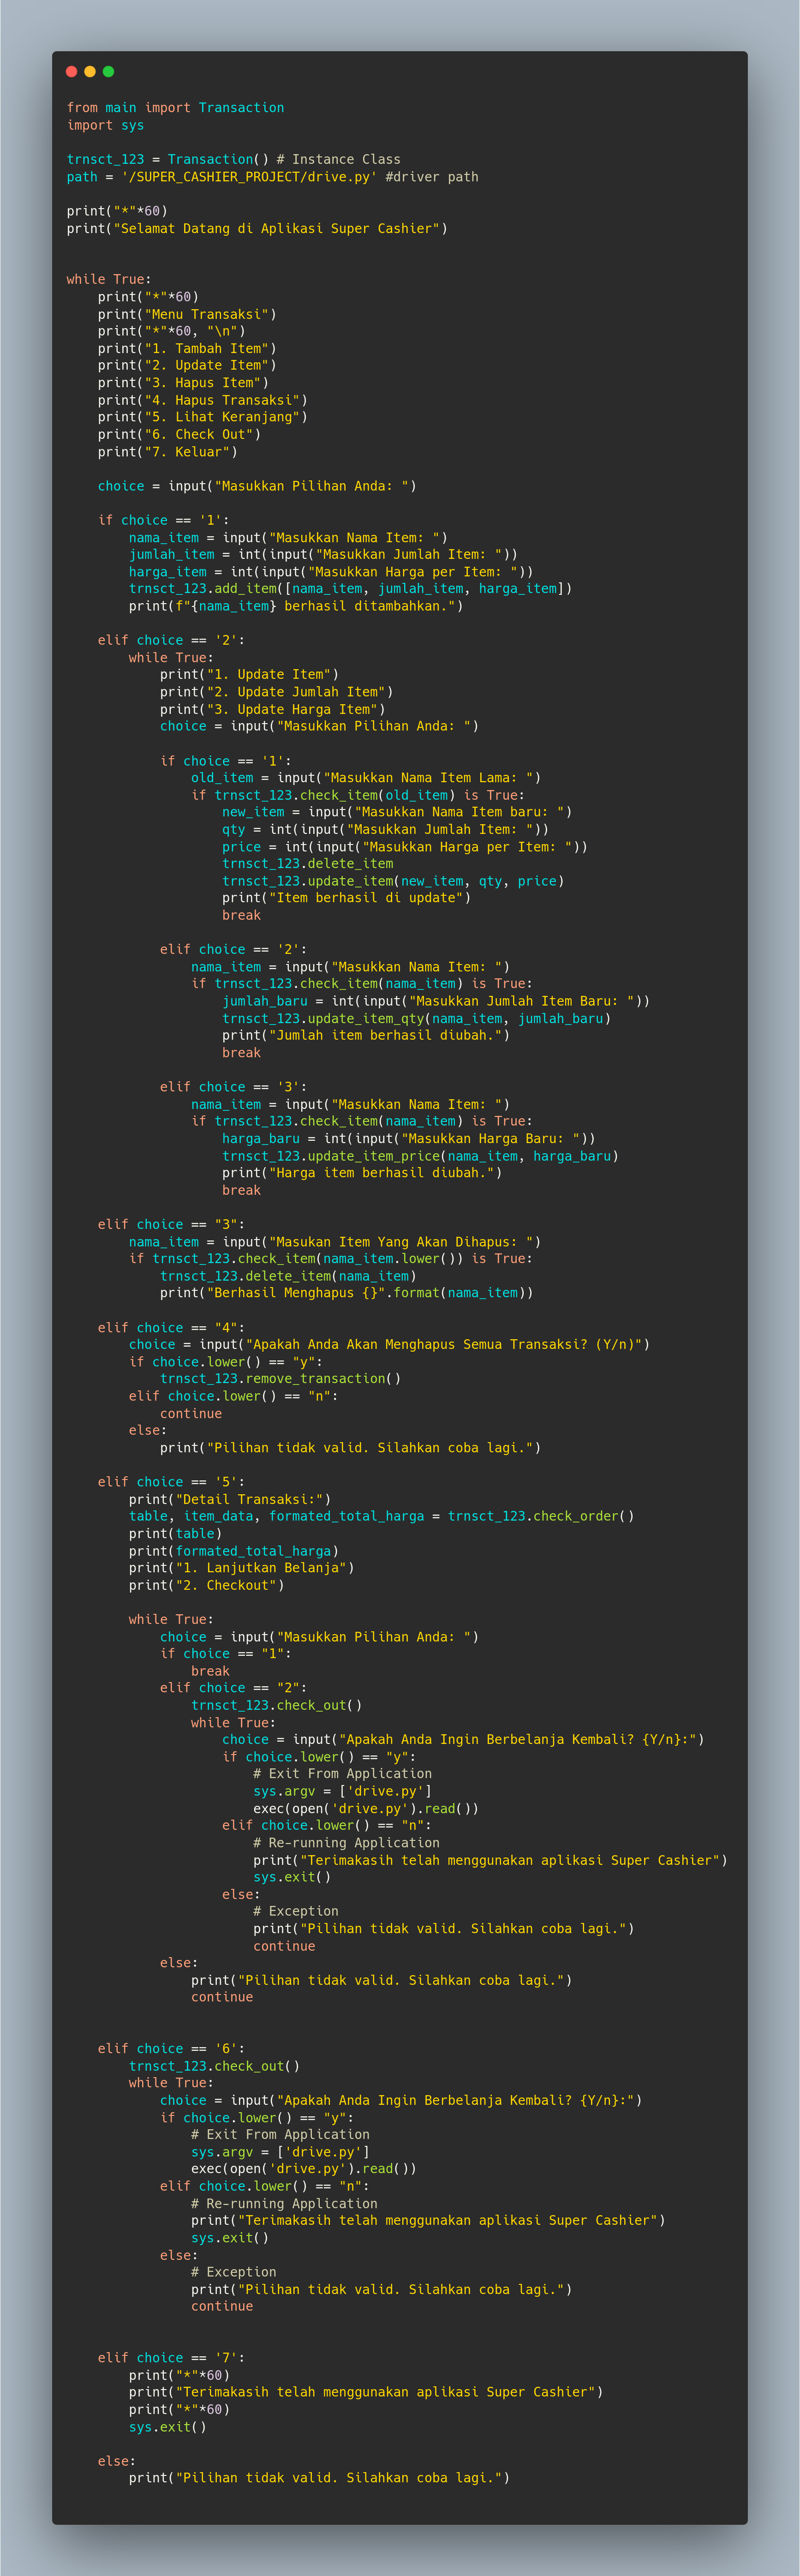 from main import Transaction
import sys

trnsct_123 = Transaction() # Instance Class
path = '/SUPER_CASHIER_PROJECT/drive.py' #driver path

print("*"*60)
print("Selamat Datang di Aplikasi Super Cashier")


while True:
    print("*"*60)
    print("Menu Transaksi")
    print("*"*60, "\n")
    print("1. Tambah Item")
    print("2. Update Item")
    print("3. Hapus Item")
    print("4. Hapus Transaksi")
    print("5. Lihat Keranjang")
    print("6. Check Out")
    print("7. Keluar")

    choice = input("Masukkan Pilihan Anda: ")

    if choice == '1':
        nama_item = input("Masukkan Nama Item: ")
        jumlah_item = int(input("Masukkan Jumlah Item: "))
        harga_item = int(input("Masukkan Harga per Item: "))
        trnsct_123.add_item([nama_item, jumlah_item, harga_item])
        print(f"{nama_item} berhasil ditambahkan.")

    elif choice == '2':
        while True:
            print("1. Update Item")
            print("2. Update Jumlah Item")
            print("3. Update Harga Item")
            choice = input("Masukkan Pilihan Anda: ")

            if choice == '1':
                old_item = input("Masukkan Nama Item Lama: ")
                if trnsct_123.check_item(old_item) is True:
                    new_item = input("Masukkan Nama Item baru: ")
                    qty = int(input("Masukkan Jumlah Item: "))
                    price = int(input("Masukkan Harga per Item: "))
                    trnsct_123.delete_item
                    trnsct_123.update_item(new_item, qty, price)
                    print("Item berhasil di update")
                    break

            elif choice == '2':
                nama_item = input("Masukkan Nama Item: ")
                if trnsct_123.check_item(nama_item) is True:
                    jumlah_baru = int(input("Masukkan Jumlah Item Baru: "))
                    trnsct_123.update_item_qty(nama_item, jumlah_baru)
                    print("Jumlah item berhasil diubah.")
                    break

            elif choice == '3':
                nama_item = input("Masukkan Nama Item: ")
                if trnsct_123.check_item(nama_item) is True:
                    harga_baru = int(input("Masukkan Harga Baru: "))
                    trnsct_123.update_item_price(nama_item, harga_baru)
                    print("Harga item berhasil diubah.")
                    break

    elif choice == "3":
        nama_item = input("Masukan Item Yang Akan Dihapus: ")
        if trnsct_123.check_item(nama_item.lower()) is True:
            trnsct_123.delete_item(nama_item)
            print("Berhasil Menghapus {}".format(nama_item))

    elif choice == "4":
        choice = input("Apakah Anda Akan Menghapus Semua Transaksi? (Y/n)")
        if choice.lower() == "y":
            trnsct_123.remove_transaction()
        elif choice.lower() == "n":
            continue
        else:
            print("Pilihan tidak valid. Silahkan coba lagi.")

    elif choice == '5':
        print("Detail Transaksi:")
        table, item_data, formated_total_harga = trnsct_123.check_order()
        print(table)
        print(formated_total_harga)
        print("1. Lanjutkan Belanja")
        print("2. Checkout")

        while True:
            choice = input("Masukkan Pilihan Anda: ")
            if choice == "1":
                break
            elif choice == "2":
                trnsct_123.check_out()
                while True:
                    choice = input("Apakah Anda Ingin Berbelanja Kembali? {Y/n}:")
                    if choice.lower() == "y":
                        # Exit From Application
                        sys.argv = ['drive.py']
                        exec(open('drive.py').read())
                    elif choice.lower() == "n":
                        # Re-running Application
                        print("Terimakasih telah menggunakan aplikasi Super Cashier")
                        sys.exit()
                    else:
                        # Exception
                        print("Pilihan tidak valid. Silahkan coba lagi.")
                        continue
            else:
                print("Pilihan tidak valid. Silahkan coba lagi.")
                continue


    elif choice == '6':
        trnsct_123.check_out()
        while True:
            choice = input("Apakah Anda Ingin Berbelanja Kembali? {Y/n}:")
            if choice.lower() == "y":
                # Exit From Application
                sys.argv = ['drive.py']
                exec(open('drive.py').read())
            elif choice.lower() == "n":
                # Re-running Application
                print("Terimakasih telah menggunakan aplikasi Super Cashier")
                sys.exit()
            else:
                # Exception
                print("Pilihan tidak valid. Silahkan coba lagi.")
                continue


    elif choice == '7':
        print("*"*60)
        print("Terimakasih telah menggunakan aplikasi Super Cashier")
        print("*"*60)
        sys.exit()

    else:
        print("Pilihan tidak valid. Silahkan coba lagi.")